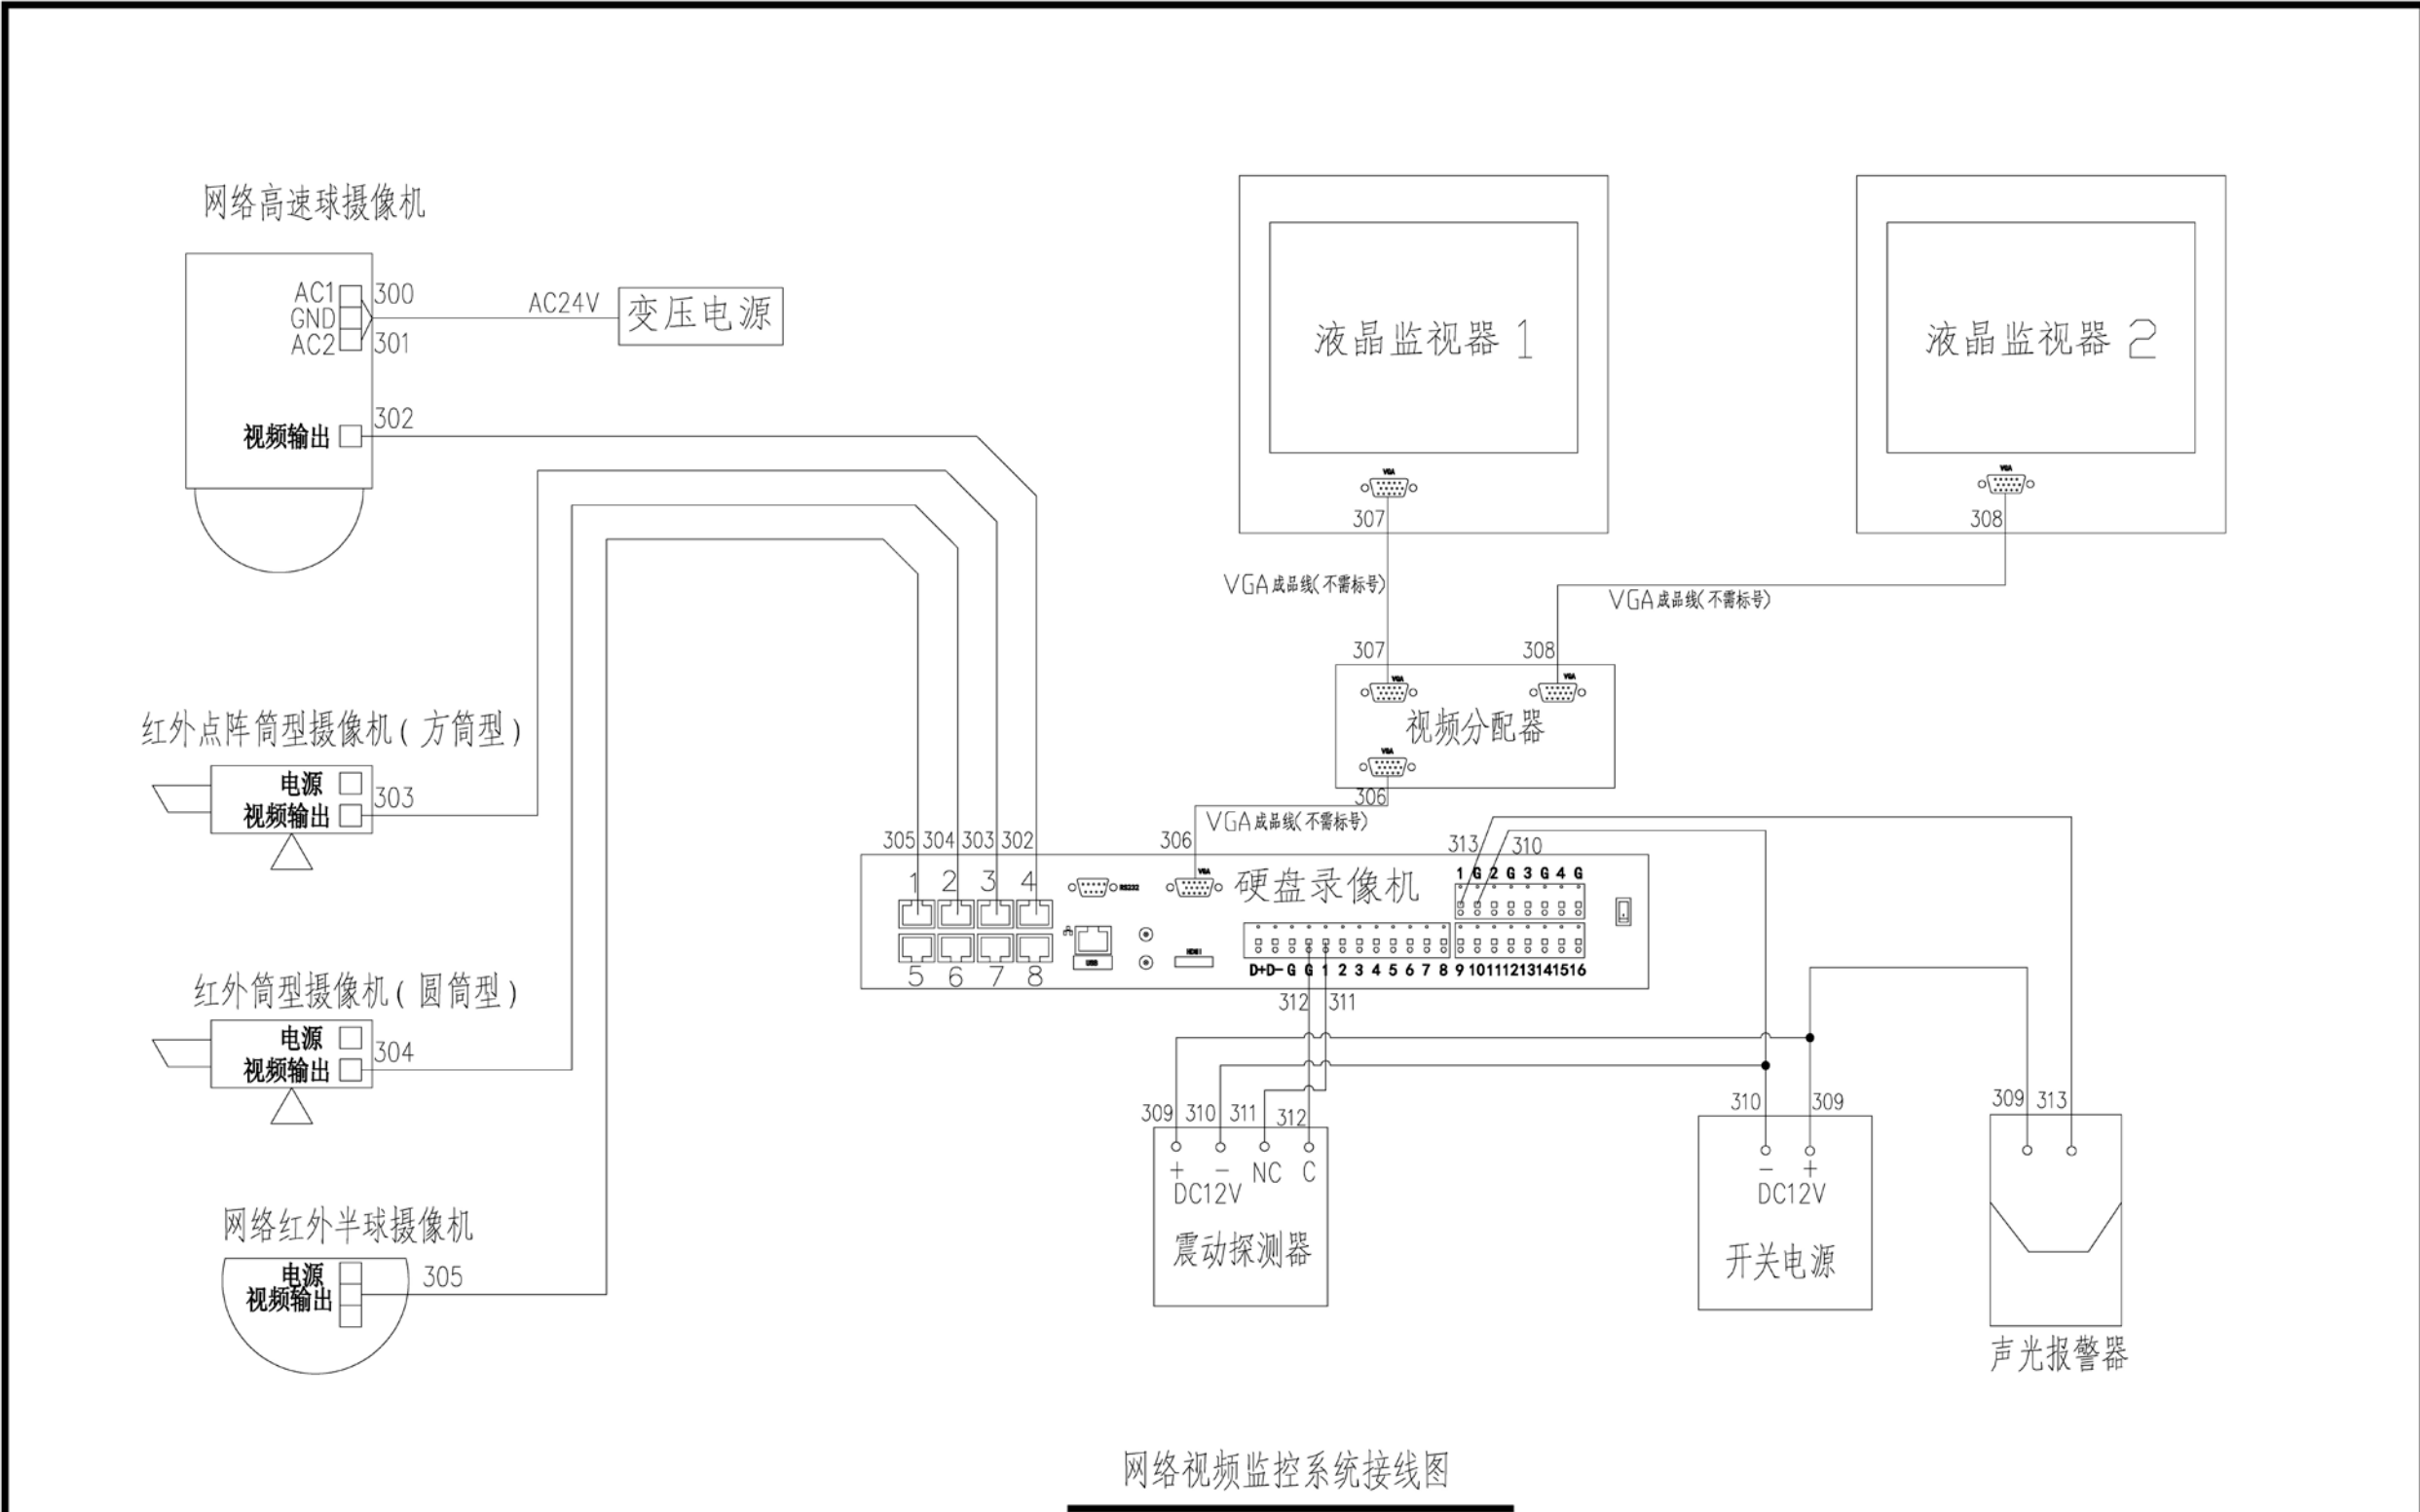 网络高速球摄像机
AC1 300
GND
AC2 301
AC24V
变压电源
视频输出 302
液晶监视器 1
VGA
307
液晶监视器 2
VGA
308
VGA成品线(不需标号)
VGA成品线(不需标号)
307 308
VGA VGA
视频分配器
VGA
306
VGA成品线(不需标号)
红外点阵筒型摄像机(方筒型)
电源
视频输出 303
305 304 303 302 306 313 310
1 2 3 4
RS232
VGA
硬盘录像机
1 G 2 G 3 G 4 G
USB
HDMI
5 6 7 8
D+D- G G 1 2 3 4 5 6 7 8 9 10111213141516
312 311
红外筒型摄像机(圆筒型)
电源
视频输出 304
309 310 311 312
+ - NC C
DC12V
震动探测器
310 309
- +
DC12V
开关电源
309 313
声光报警器
网络红外半球摄像机
电源
视频输出
305
网络视频监控系统接线图